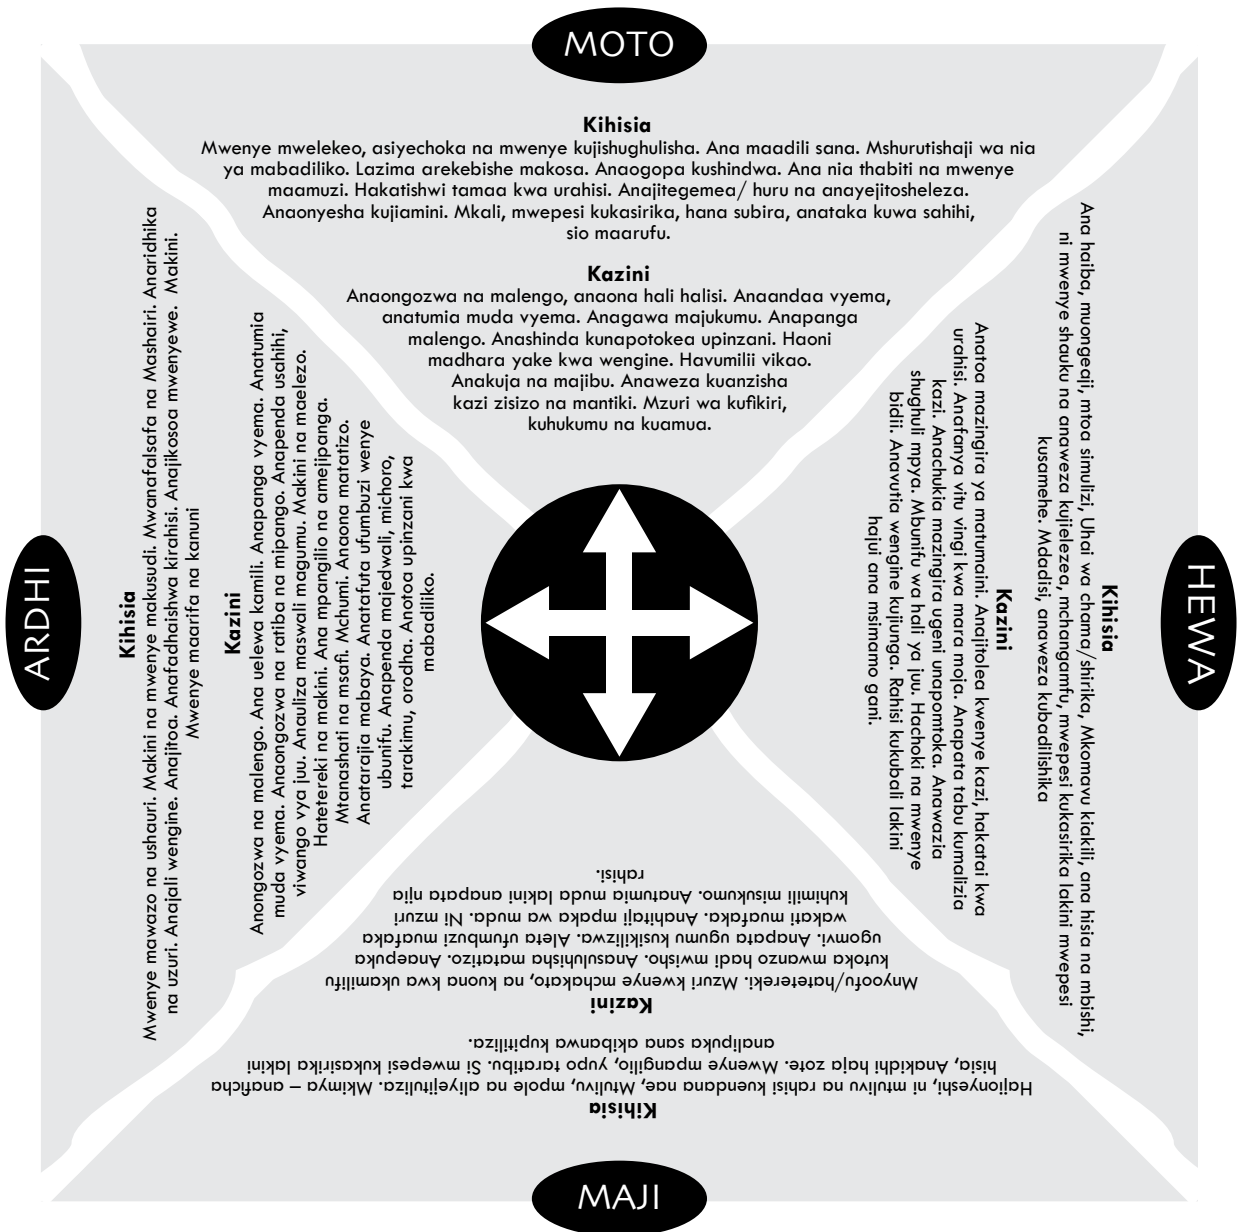 MOTO
Kihisia
Mwenye mwelekeo, asiyechoka na mwenye kujishughulisha. Ana maadili sana. Mshurutishaji wa nia
ya mabadiliko. Lazima arekebishe makosa. Anaogopa kushindwa. Ana nia thabiti na mwenye
maamuzi. Hakatishwi tamaa kwa urahisi. Anajitegemea/ huru na anayejitosheleza.
Anaonyesha kujiamini. Mkali, mwepesi kukasirika, hana subira, anataka kuwa sahihi,
sio maarufu.
Kazini
Anaongozwa na malengo, anaona hali halisi. Anaandaa vyema,
anatumia muda vyema. Anagawa majukumu. Anapanga
malengo. Anashinda kunapotokea upinzani. Haoni
madhara yake kwa wengine. Havumilii vikao.
Anakuja na majibu. Anaweza kuanzisha
kazi zisizo na mantiki. Mzuri wa kufikiri,
kuhukumu na kuamua.
HEWA
Kihisia
Ana haiba, muongeaji, mtoa simulizi, Uhai wa chama/shirika, Mkomavu kiakili, ana hisia na mbishi,
ni mwenye shauku na anaweza kujielezea, mchangamfu, mwepesi kukasirika lakini mwepesi
kusamehe. Mdadisi, anaweza kubadilishika
Kazini
Anatoa mazingira ya matumaini. Anajitolea kwenye kazi, hakatai kwa
urahisi. Anafanya vitu vingi kwa mara moja. Anapata tabu kumalizia
kazi. Anachukia mazingira ugeni unapomtoka. Anawazia
shughuli mpya. Mbunifu wa hali ya juu. Hachoki na mwenye
bidii. Anavutia wengine kujiunga. Rahisi kukubali lakini
hajui ana msimamo gani.
MAJI
Kihisia
Hajionyeshi, ni mtulivu na rahisi kuendana nae, Mtulivu, mpole na aliyejituliza. Mkimya – anaficha
hisia, Anakidhi haja zote. Mwenye mpangilio, yupo taratibu. Si mwepesi kukasirika lakini
analipuka sana akibanwa kupitiliza.
Kazini
Mnyoofu/hatetereki. Mzuri kwenye mchakato, na kuona kwa ukamilifu
kutoka mwanzo hadi mwisho. Anasuluhisha matatizo. Anaepuka
ugomvi. Anapata ugumu kusikilizwa. Aleta ufumbuzi muafaka
wakati muafaka. Anahitaji mpaka wa muda. Ni mzuri
kuhimili misukumo. Anatumia muda lakini anapata njia
rahisi.
ARDHI
Kihisia
Mwenye mawazo na ushauri. Makini na mwenye makusudi. Mwanafalsafa na Mashairi. Anaridhika
na uzuri. Anajali wengine. Anajitoa. Anafadhaishwa kirahisi. Anajikosoa mwenyewe. Makini.
Mwenye maarifa na kanuni
Kazini
Anongozwa na malengo. Ana uelewa kamili. Anapanga vyema. Anatumia
muda vyema. Anaongozwa na ratiba na mipango. Anapenda usahihi,
viwango vya juu. Anauliza maswali magumu. Makini na maelezo.
Hatetereki na makini. Ana mpangilio na amejipanga.
Mtanashati na msafi. Mchumi. Anaona matatizo.
Anatarajia mabaya. Anatafuta ufumbuzi wenye
ubunifu. Anapenda majedwali, michoro,
tarakimu, orodha. Anotoa upinzani kwa
mabadiliko.